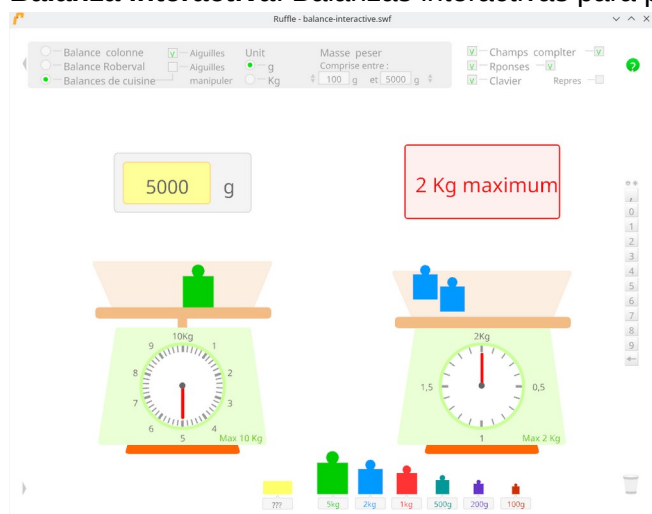 Ruffle - balance-interactive.swf
Balance colonne
Balance Roberval
Balances de cuisine
v Aiguilles
Aiguilles
manipuler
Unit
g
Kg
Masse peser
Comprise entre :
100 g et 5000 g
v Champs complter v
v Rponses v
v Clavier Repres
?
5000 g
2 Kg maximum
,
0
1
2
3
4
5
6
7
8
9
←
10Kg
1
2
3
4
5
6
7
8
9
Max 10 Kg
2Kg
0,5
1
1,5
Max 2 Kg
???
5kg
2kg
1kg
500g
200g
100g